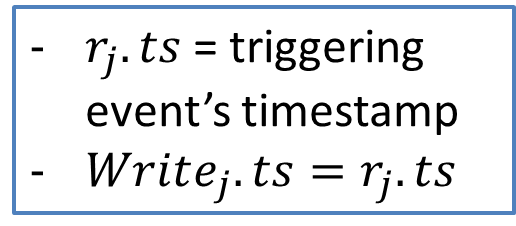 - r_j.ts = triggering
event’s timestamp
- Write_j.ts = r_j.ts